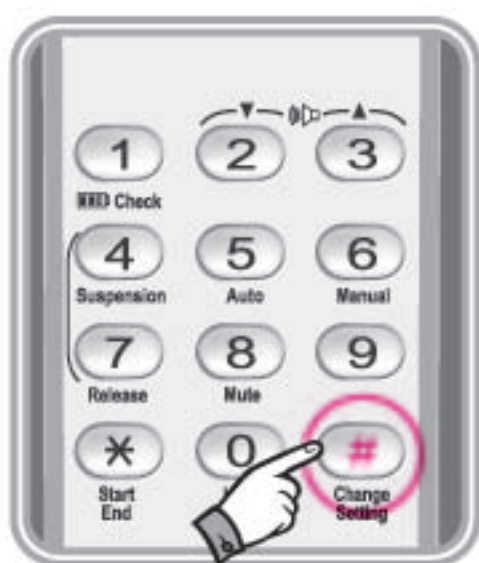 1 2 3
Check
4 5 6
Suspension Auto Manual
7 8 9
Release Mute
* 0 #
Start Change
End Setting